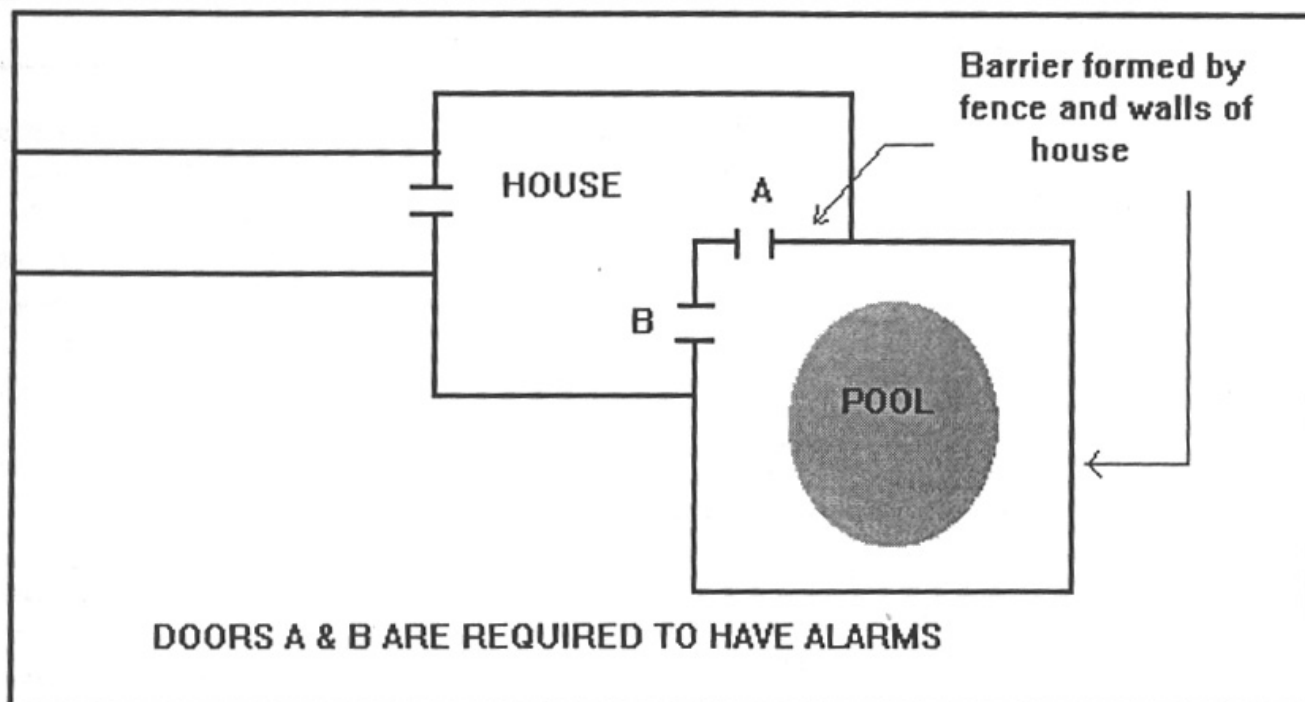 Barrier formed by
fence and walls of
house
HOUSE
A
B
POOL
DOORS A & B ARE REQUIRED TO HAVE ALARMS